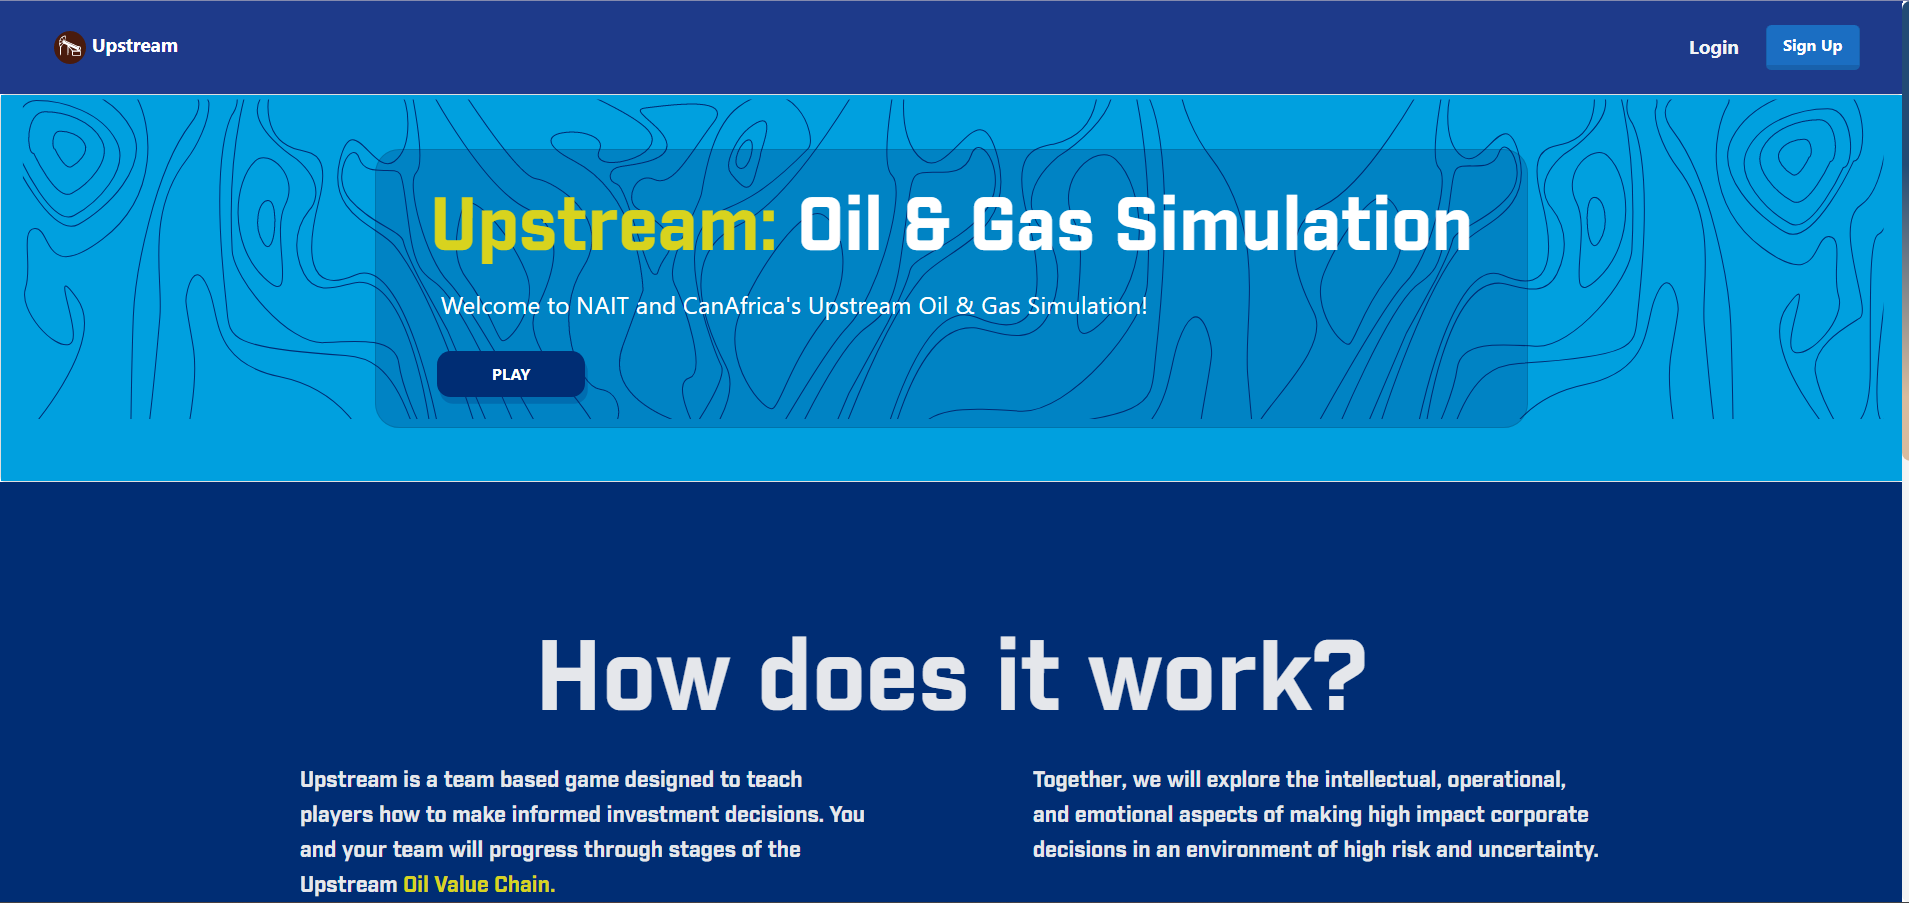 Upstream
Login
Sign Up
Upstream: Oil & Gas Simulation
Welcome to NAIT and CanAfrica's Upstream Oil & Gas Simulation!
PLAY
How does it work?
Upstream is a team based game designed to teach
players how to make informed investment decisions. You
and your team will progress through stages of the
Upstream Oil Value Chain.
Together, we will explore the intellectual, operational,
and emotional aspects of making high impact corporate
decisions in an environment of high risk and uncertainty.